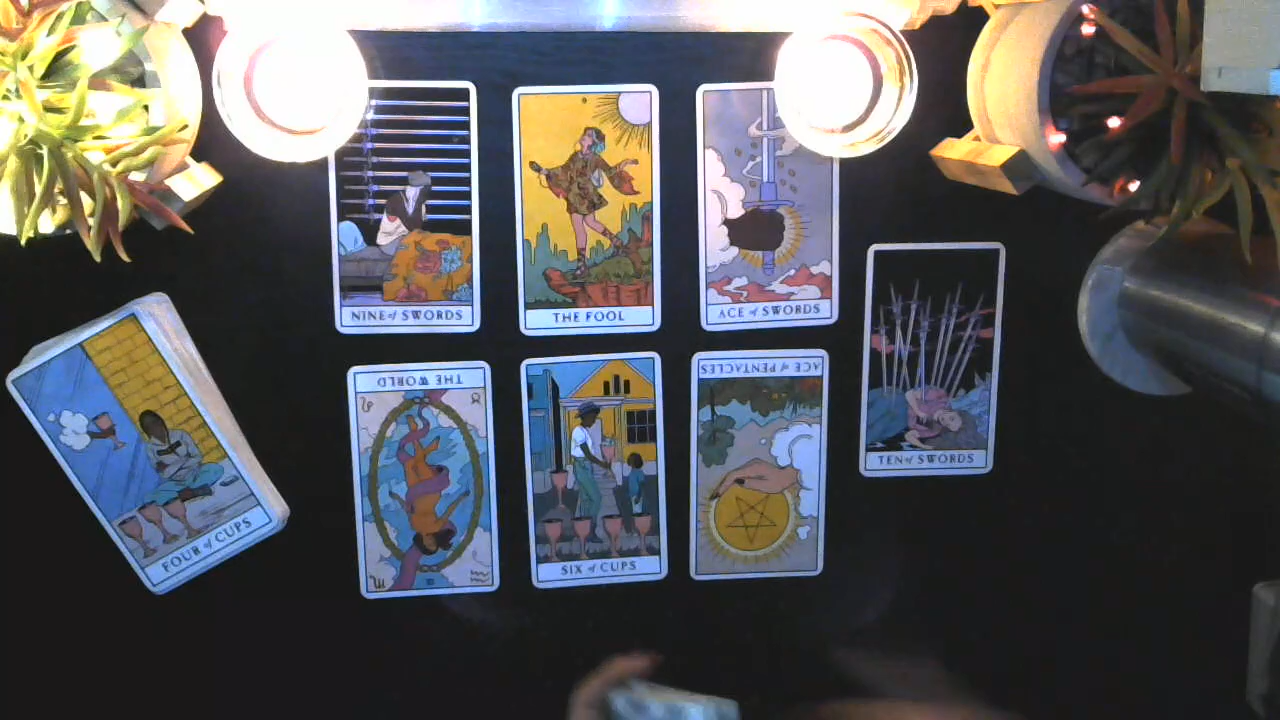 NINE of SWORDS
THE FOOL
ACE of SWORDS
TEN of SWORDS
FOUR of CUPS
THE WORLD
SIX of CUPS
ACE of PENTACLES